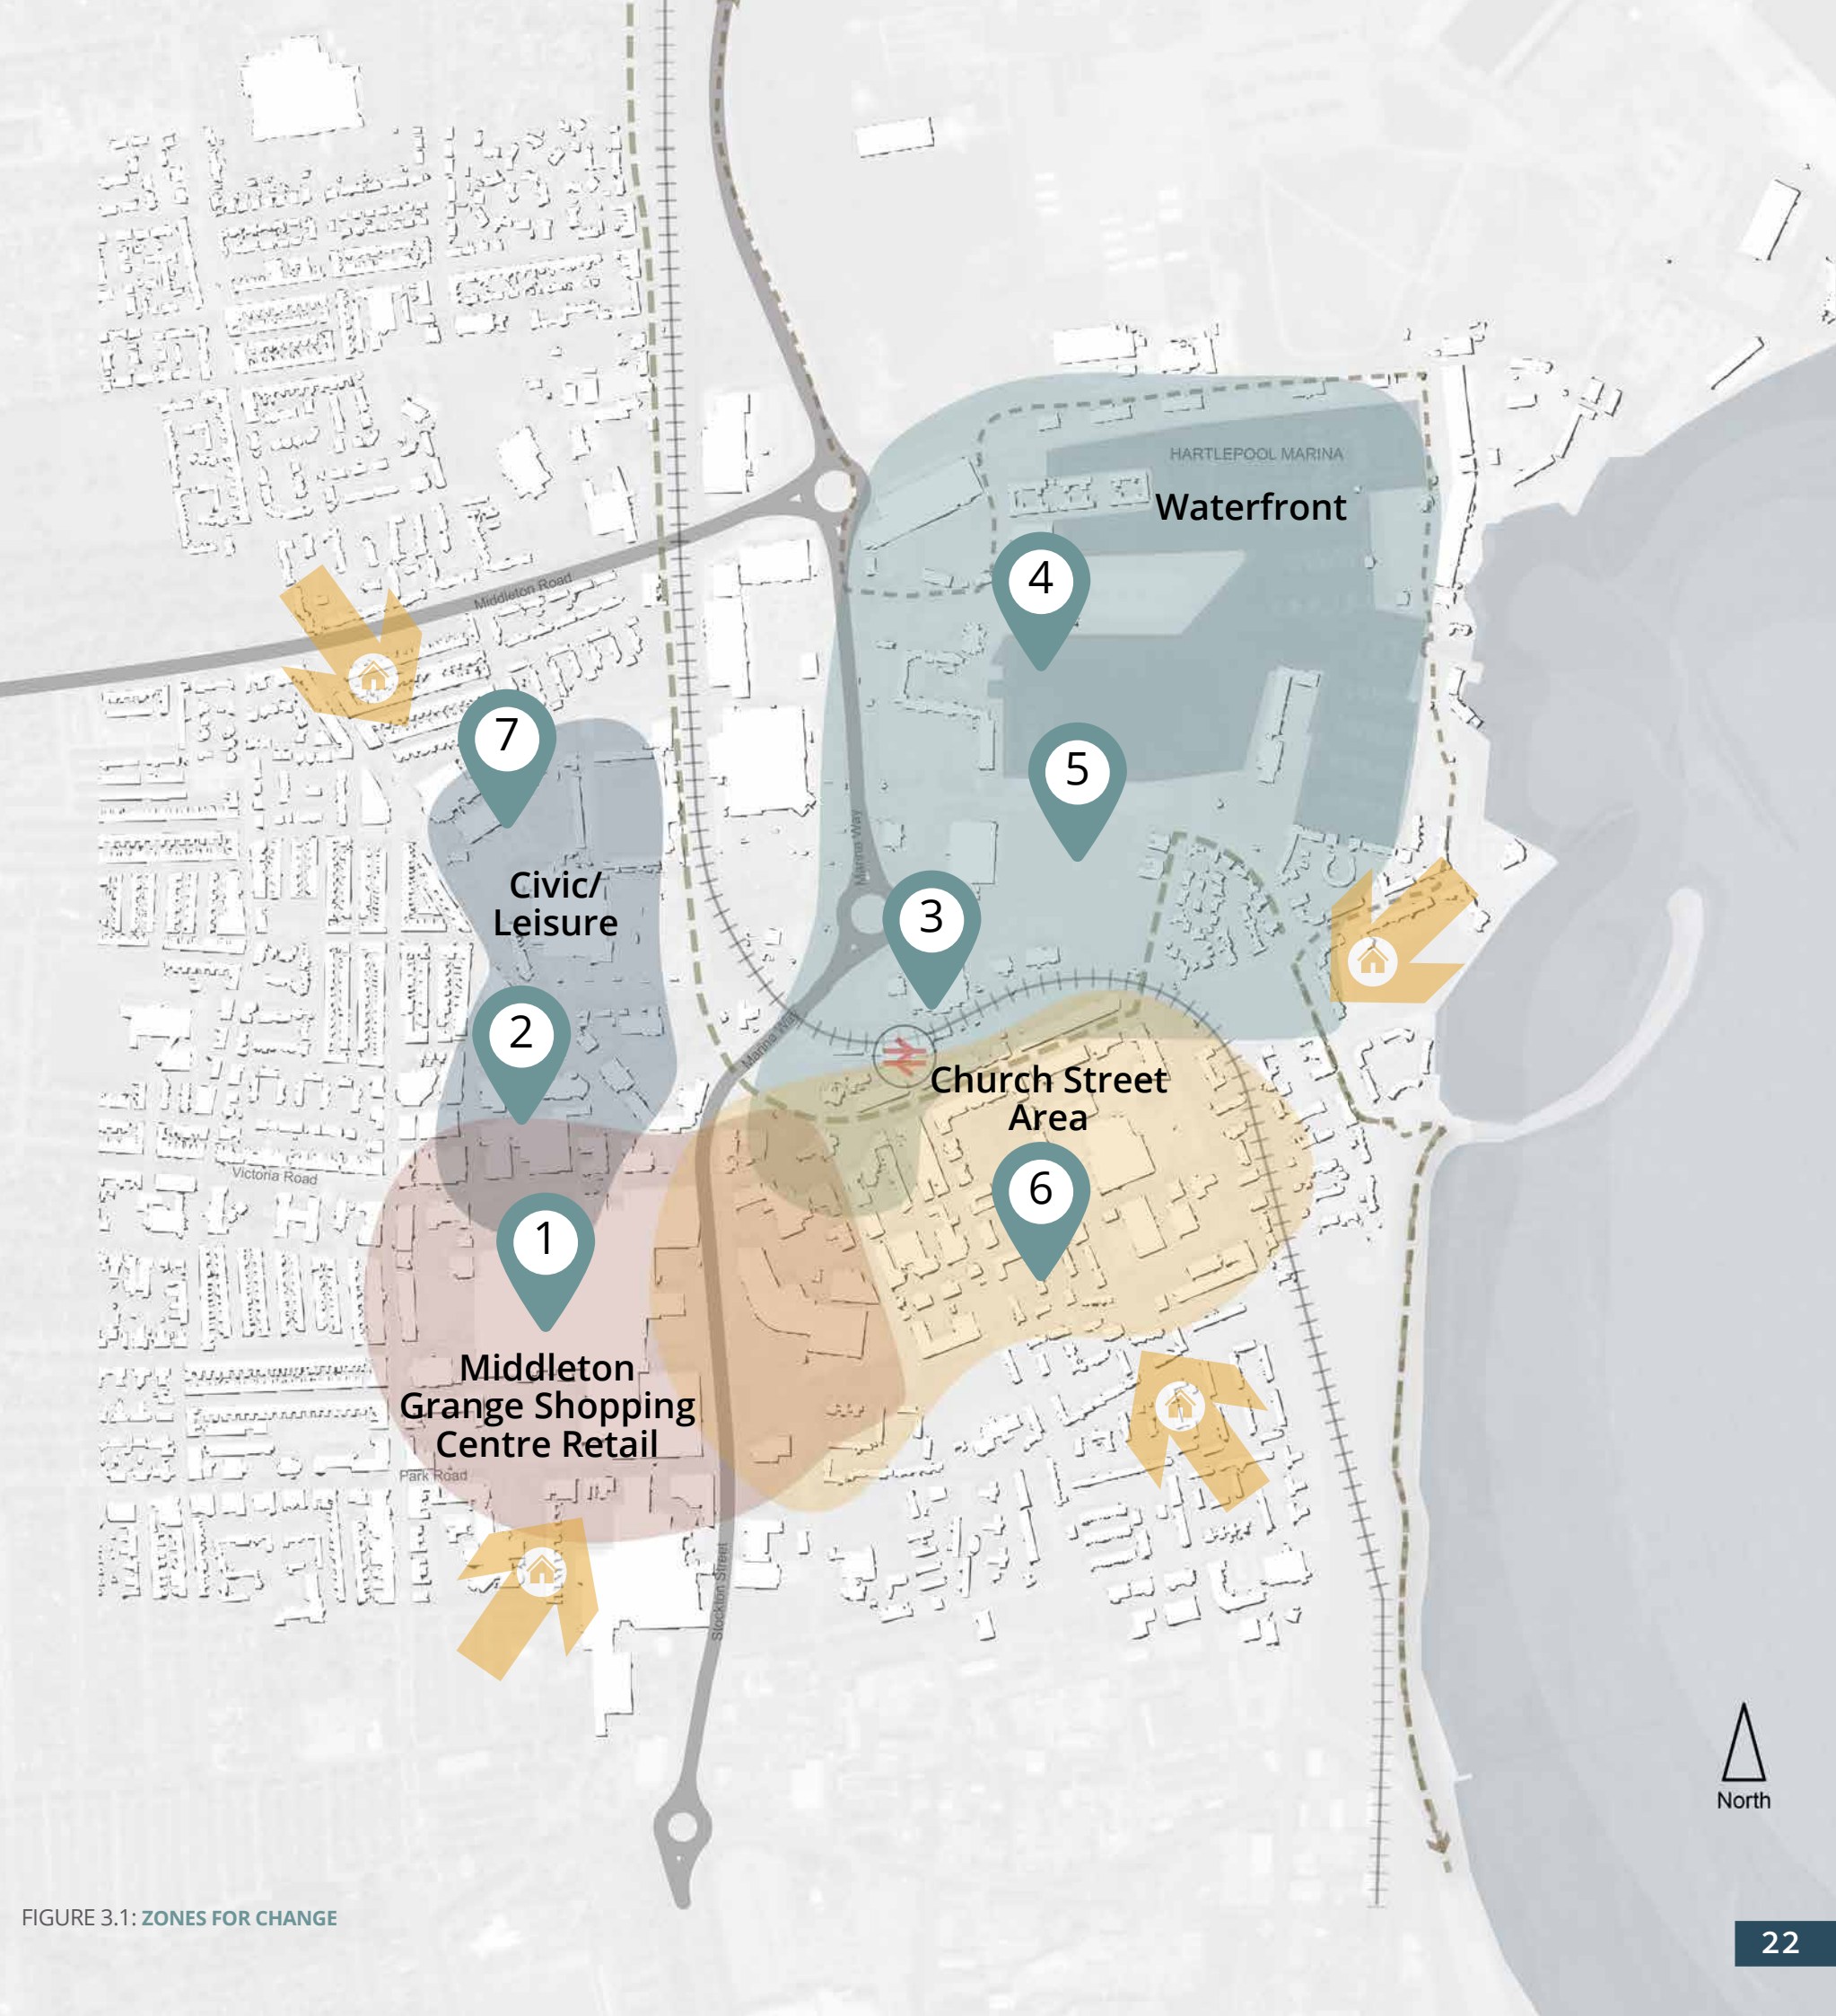 HARTLEPOOL MARINA
Waterfront
4
Middleton Road
7
5
Marina Way
Civic/
Leisure
3
2
Marina Way
Church Street
Area
Victoria Road
6
1
Middleton
Grange Shopping
Centre Retail
Park Road
Stockton Street
North
FIGURE 3.1: ZONES FOR CHANGE
22